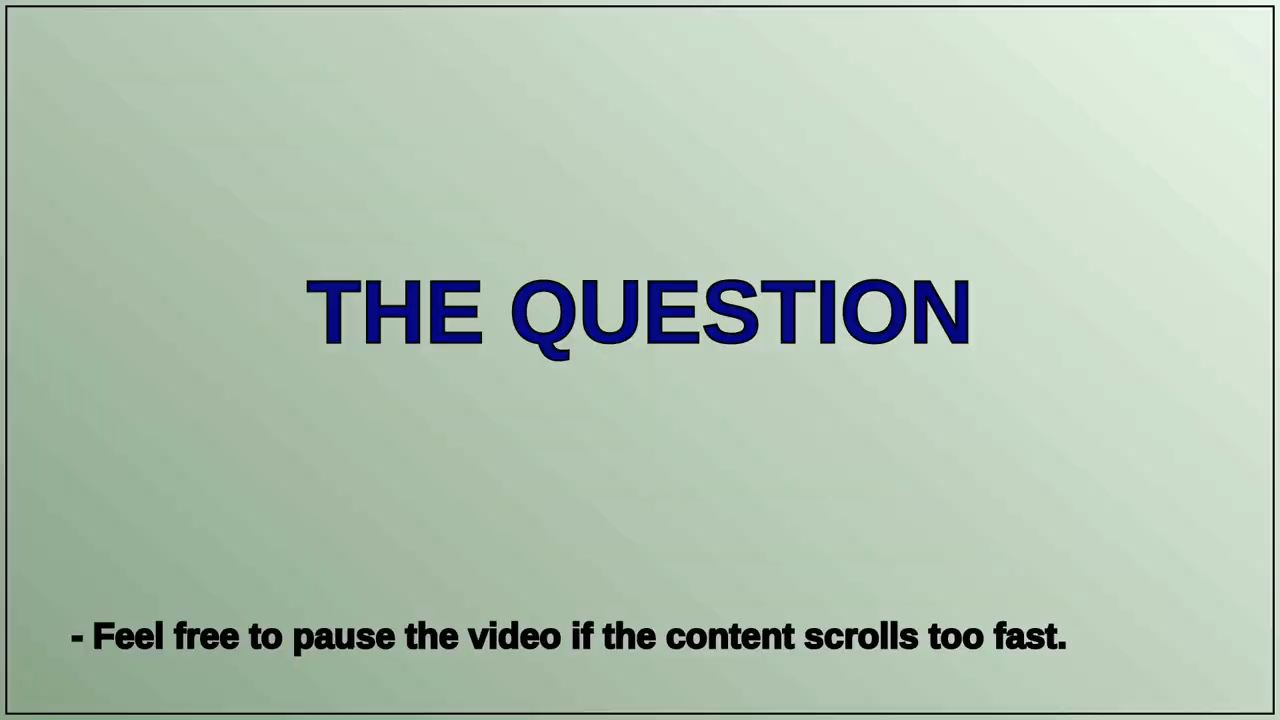 THE QUESTION
- Feel free to pause the video if the content scrolls too fast.